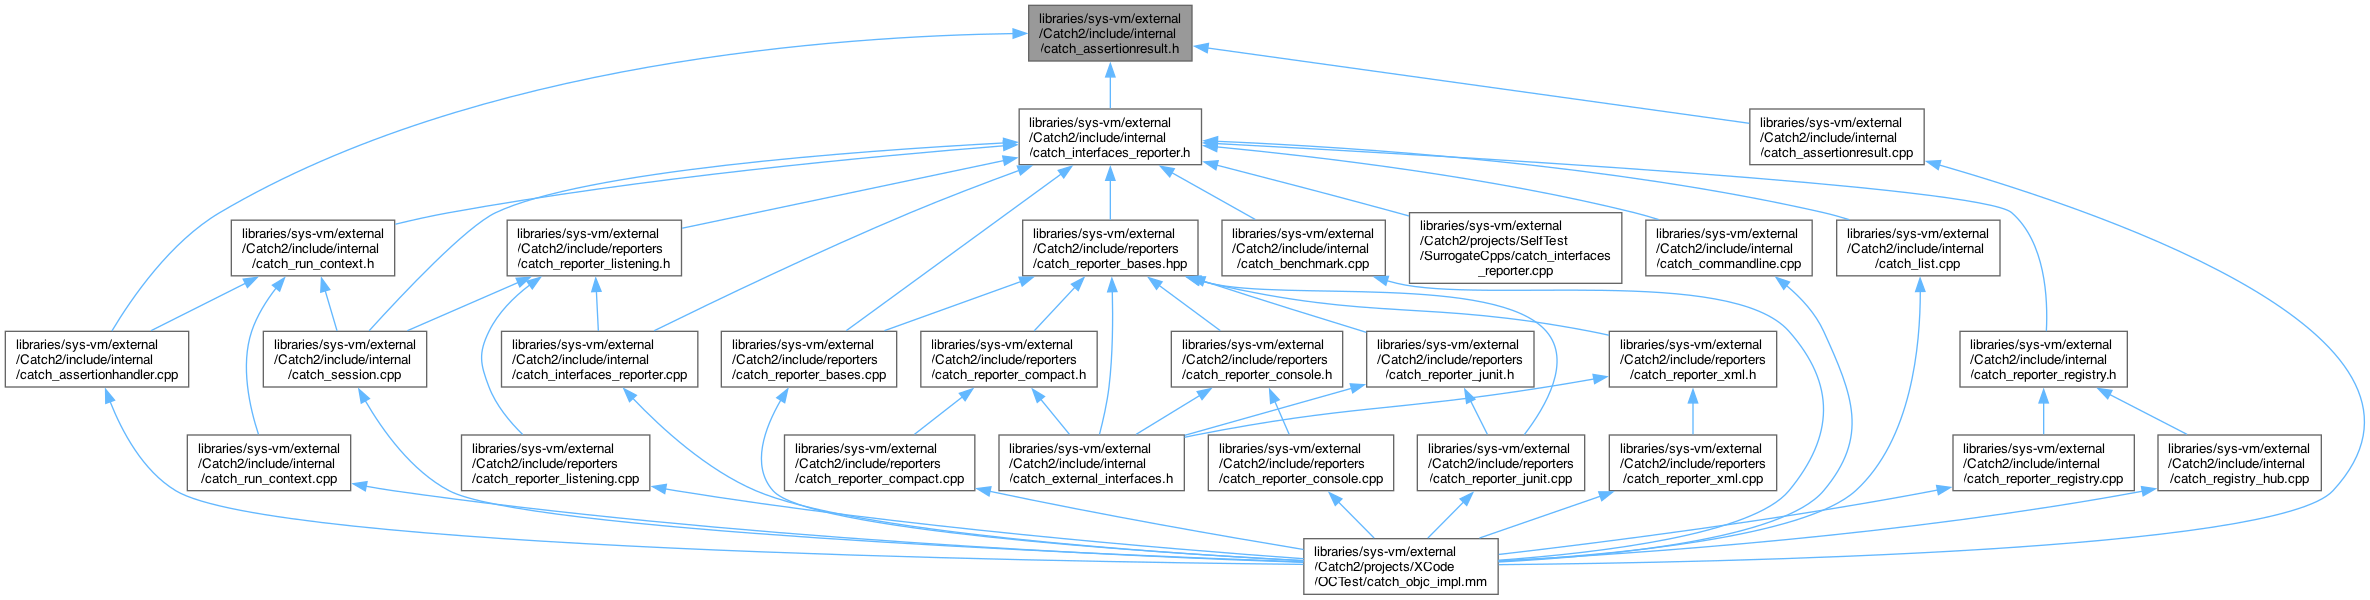 libraries/sys-vm/external
/Catch2/include/internal
/catch_assertionresult.h
libraries/sys-vm/external
/Catch2/include/internal
/catch_interfaces_reporter.h
libraries/sys-vm/external
/Catch2/include/internal
/catch_assertionresult.cpp
libraries/sys-vm/external
/Catch2/include/internal
/catch_run_context.h
libraries/sys-vm/external
/Catch2/include/reporters
/catch_reporter_listening.h
libraries/sys-vm/external
/Catch2/include/reporters
/catch_reporter_bases.hpp
libraries/sys-vm/external
/Catch2/include/internal
/catch_benchmark.cpp
libraries/sys-vm/external
/Catch2/projects/SelfTest
/SurrogateCpps/catch_interfaces
_reporter.cpp
libraries/sys-vm/external
/Catch2/include/internal
/catch_commandline.cpp
libraries/sys-vm/external
/Catch2/include/internal
/catch_list.cpp
libraries/sys-vm/external
/Catch2/include/internal
/catch_assertionhandler.cpp
libraries/sys-vm/external
/Catch2/include/internal
/catch_session.cpp
libraries/sys-vm/external
/Catch2/include/internal
/catch_interfaces_reporter.cpp
libraries/sys-vm/external
/Catch2/include/reporters
/catch_reporter_bases.cpp
libraries/sys-vm/external
/Catch2/include/reporters
/catch_reporter_compact.h
libraries/sys-vm/external
/Catch2/include/reporters
/catch_reporter_console.h
libraries/sys-vm/external
/Catch2/include/reporters
/catch_reporter_junit.h
libraries/sys-vm/external
/Catch2/include/reporters
/catch_reporter_xml.h
libraries/sys-vm/external
/Catch2/include/internal
/catch_reporter_registry.h
libraries/sys-vm/external
/Catch2/include/internal
/catch_run_context.cpp
libraries/sys-vm/external
/Catch2/include/reporters
/catch_reporter_listening.cpp
libraries/sys-vm/external
/Catch2/include/reporters
/catch_reporter_compact.cpp
libraries/sys-vm/external
/Catch2/include/internal
/catch_external_interfaces.h
libraries/sys-vm/external
/Catch2/include/reporters
/catch_reporter_console.cpp
libraries/sys-vm/external
/Catch2/include/reporters
/catch_reporter_junit.cpp
libraries/sys-vm/external
/Catch2/include/reporters
/catch_reporter_xml.cpp
libraries/sys-vm/external
/Catch2/include/internal
/catch_reporter_registry.cpp
libraries/sys-vm/external
/Catch2/include/internal
/catch_registry_hub.cpp
libraries/sys-vm/external
/Catch2/projects/XCode
/OCTest/catch_objc_impl.mm